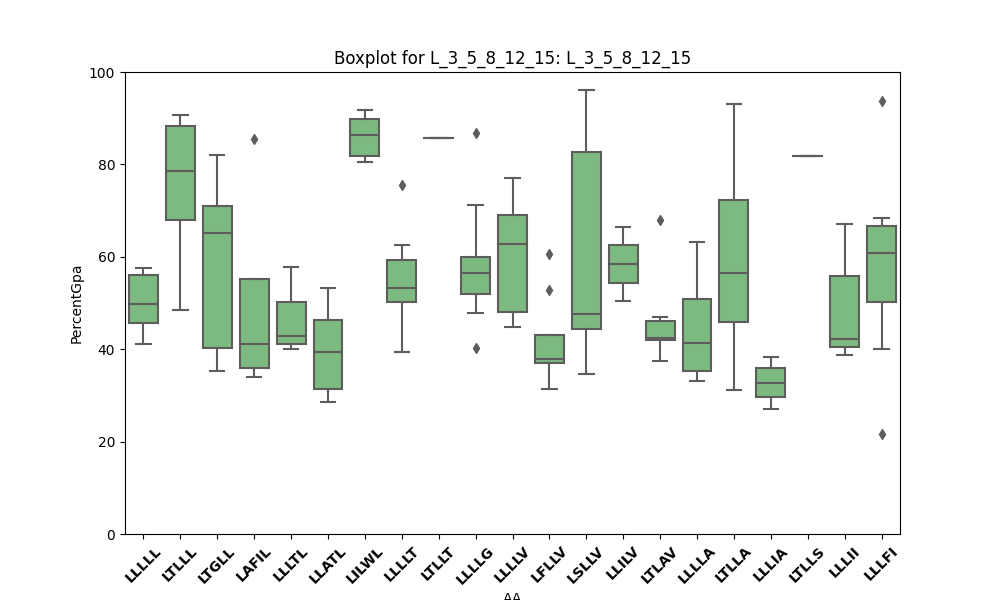 Boxplot for L_3_5_8_12_15: L_3_5_8_12_15
100
80
60
40
20
0
PercentGpa
LLLLL LTLLL LTGLL LAFIL LLLTL LLATL LILWL LLLLT LTLLT LLLLG LLLLV LFLLV LSLLV LLILV LTLAV LLLLA LTLLA LLLIA LTLLS LLLII LLLFI
AA